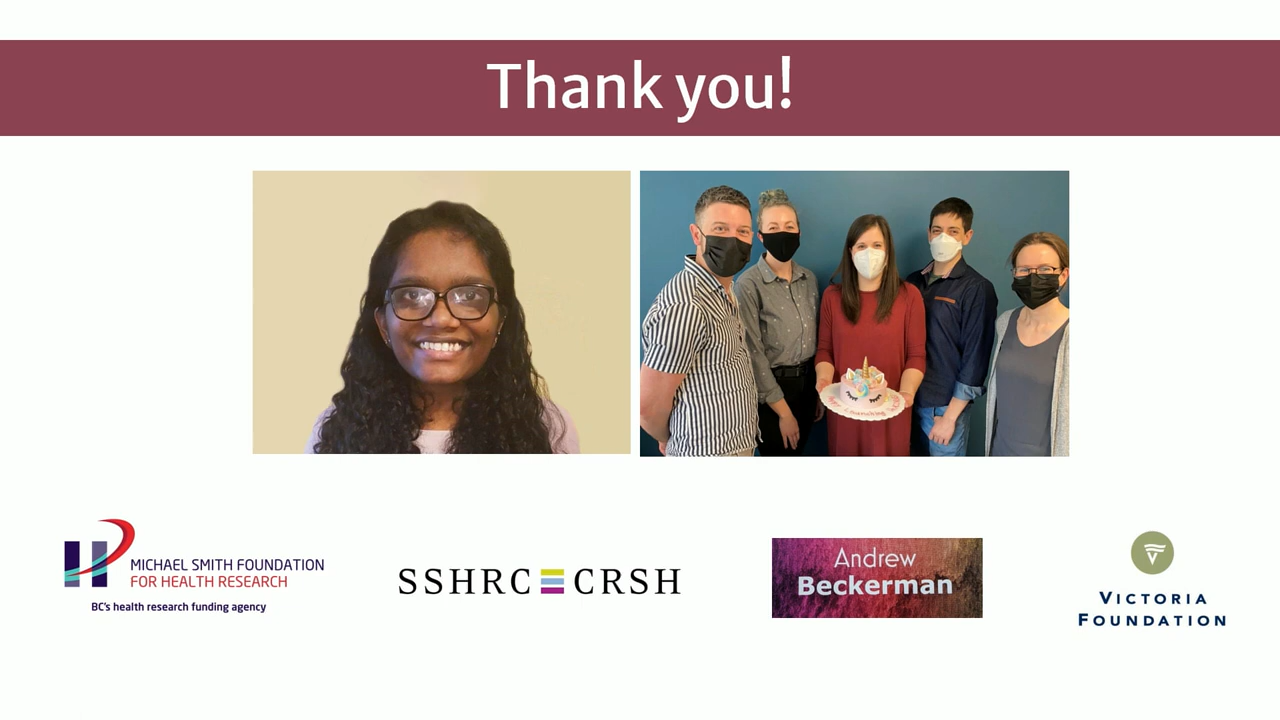 Thank you!
MICHAEL SMITH FOUNDATION
FOR HEALTH RESEARCH
BC's health research funding agency
SSHRC CRSH
Andrew
Beckerman
VICTORIA
FOUNDATION